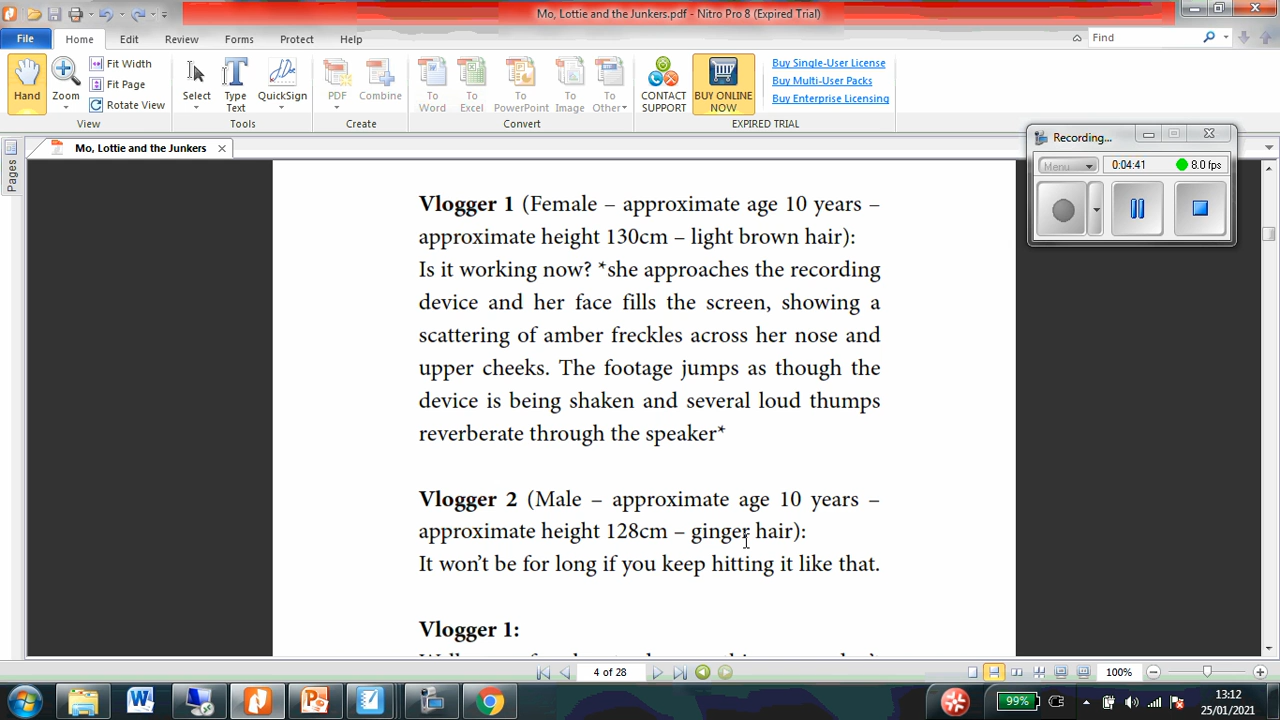 Mo, Lottie and the Junkers.pdf - Nitro Pro 8 (Expired Trial)
File Home Edit Review Forms Protect Help
Find
Hand
Zoom
Fit Width
Fit Page
Rotate View
View
Select
Type Text
QuickSign
Tools
PDF
Combine
Create
To Word
To Excel
To PowerPoint
To Image
To Other
Convert
CONTACT SUPPORT
BUY ONLINE NOW
Buy Single-User License
Buy Multi-User Packs
Buy Enterprise Licensing
EXPIRED TRIAL
Pages
Mo, Lottie and the Junkers
Recording...
Menu 0:04:41 8.0 fps
Vlogger 1 (Female – approximate age 10 years –
approximate height 130cm – light brown hair):
Is it working now? *she approaches the recording
device and her face fills the screen, showing a
scattering of amber freckles across her nose and
upper cheeks. The footage jumps as though the
device is being shaken and several loud thumps
reverberate through the speaker*
Vlogger 2 (Male – approximate age 10 years –
approximate height 128cm – ginger hair):
It won't be for long if you keep hitting it like that.
Vlogger 1:
4 of 28
100%
99%
13:12
25/01/2021